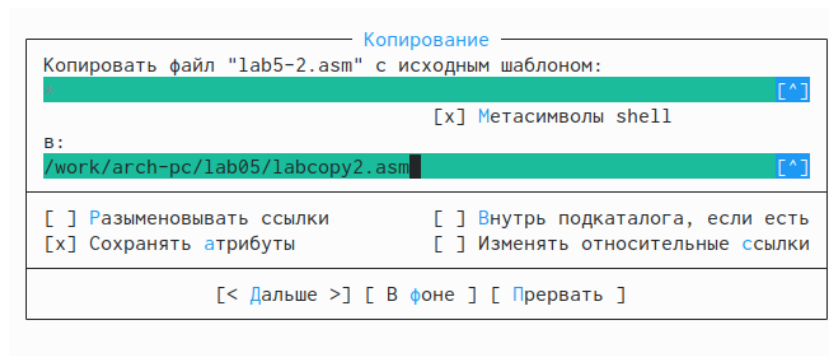 Копирование
Копировать файл "lab5-2.asm" с исходным шаблоном:
* [^]
[x] Метасимволы shell
в:
/work/arch-pc/lab05/labcopy2.asm [^]
[ ] Разыменовывать ссылки [ ] Внутрь подкаталога, если есть
[x] Сохранять атрибуты [ ] Изменять относительные ссылки
[< Дальше >] [ В фоне ] [ Прервать ]